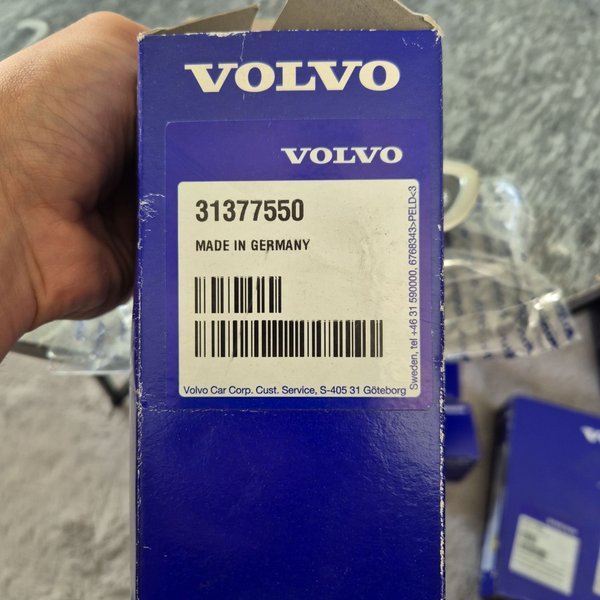 VOLVO
VOLVO
31377550
MADE IN GERMANY
Volvo Car Corp. Cust. Service, S-405 31 Göteborg
Sweden, tel +46 31 590000, 6768343>PELD<3